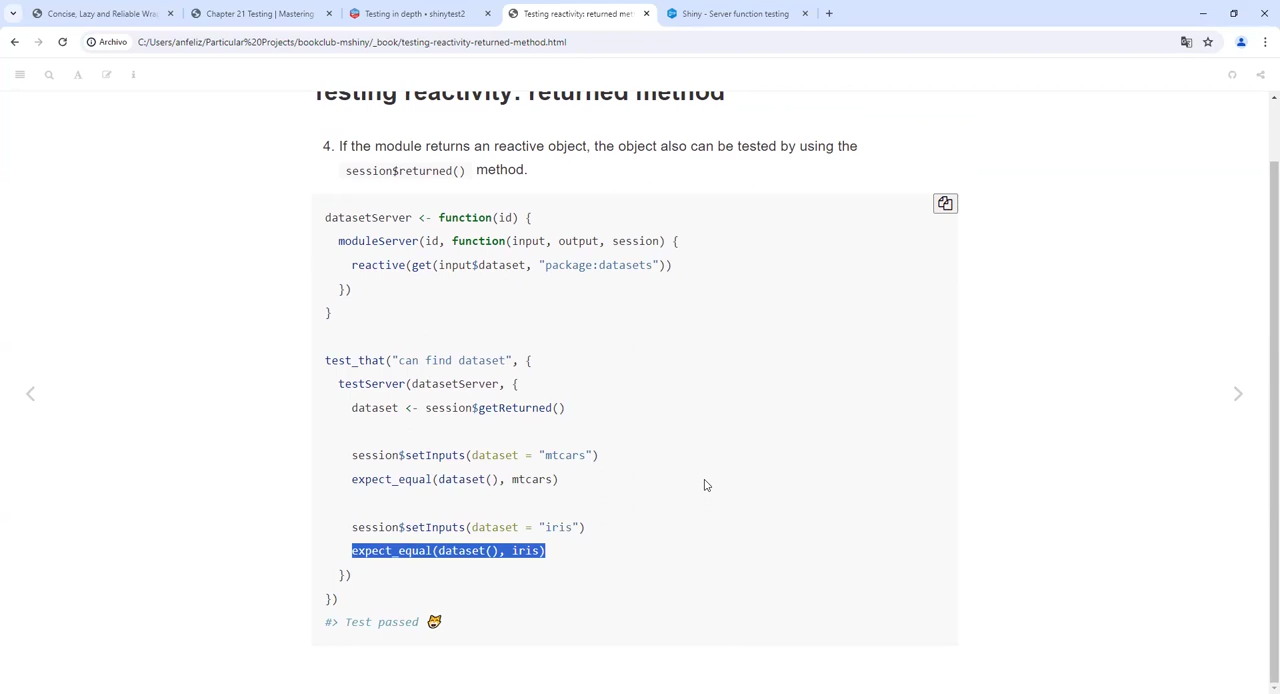 Concise, Lazy and Reliable Wra
Chapter 21 Testing | Mastering
Testing in depth • shinytest2
Testing reactivity: returned met
Shiny - Server function testing
Archivo
C:/Users/anfeliz/Particular%20Projects/bookclub-mshiny/_book/testing-reactivity-returned-method.html
Testing reactivity: returned method
4. If the module returns an reactive object, the object also can be tested by using the
session$returned() method.
datasetServer <- function(id) {
moduleServer(id, function(input, output, session) {
reactive(get(input$dataset, "package:datasets"))
})
}
test_that("can find dataset", {
testServer(datasetServer, {
dataset <- session$getReturned()
session$setInputs(dataset = "mtcars")
expect_equal(dataset(), mtcars)
session$setInputs(dataset = "iris")
expect_equal(dataset(), iris)
})
})
#> Test passed